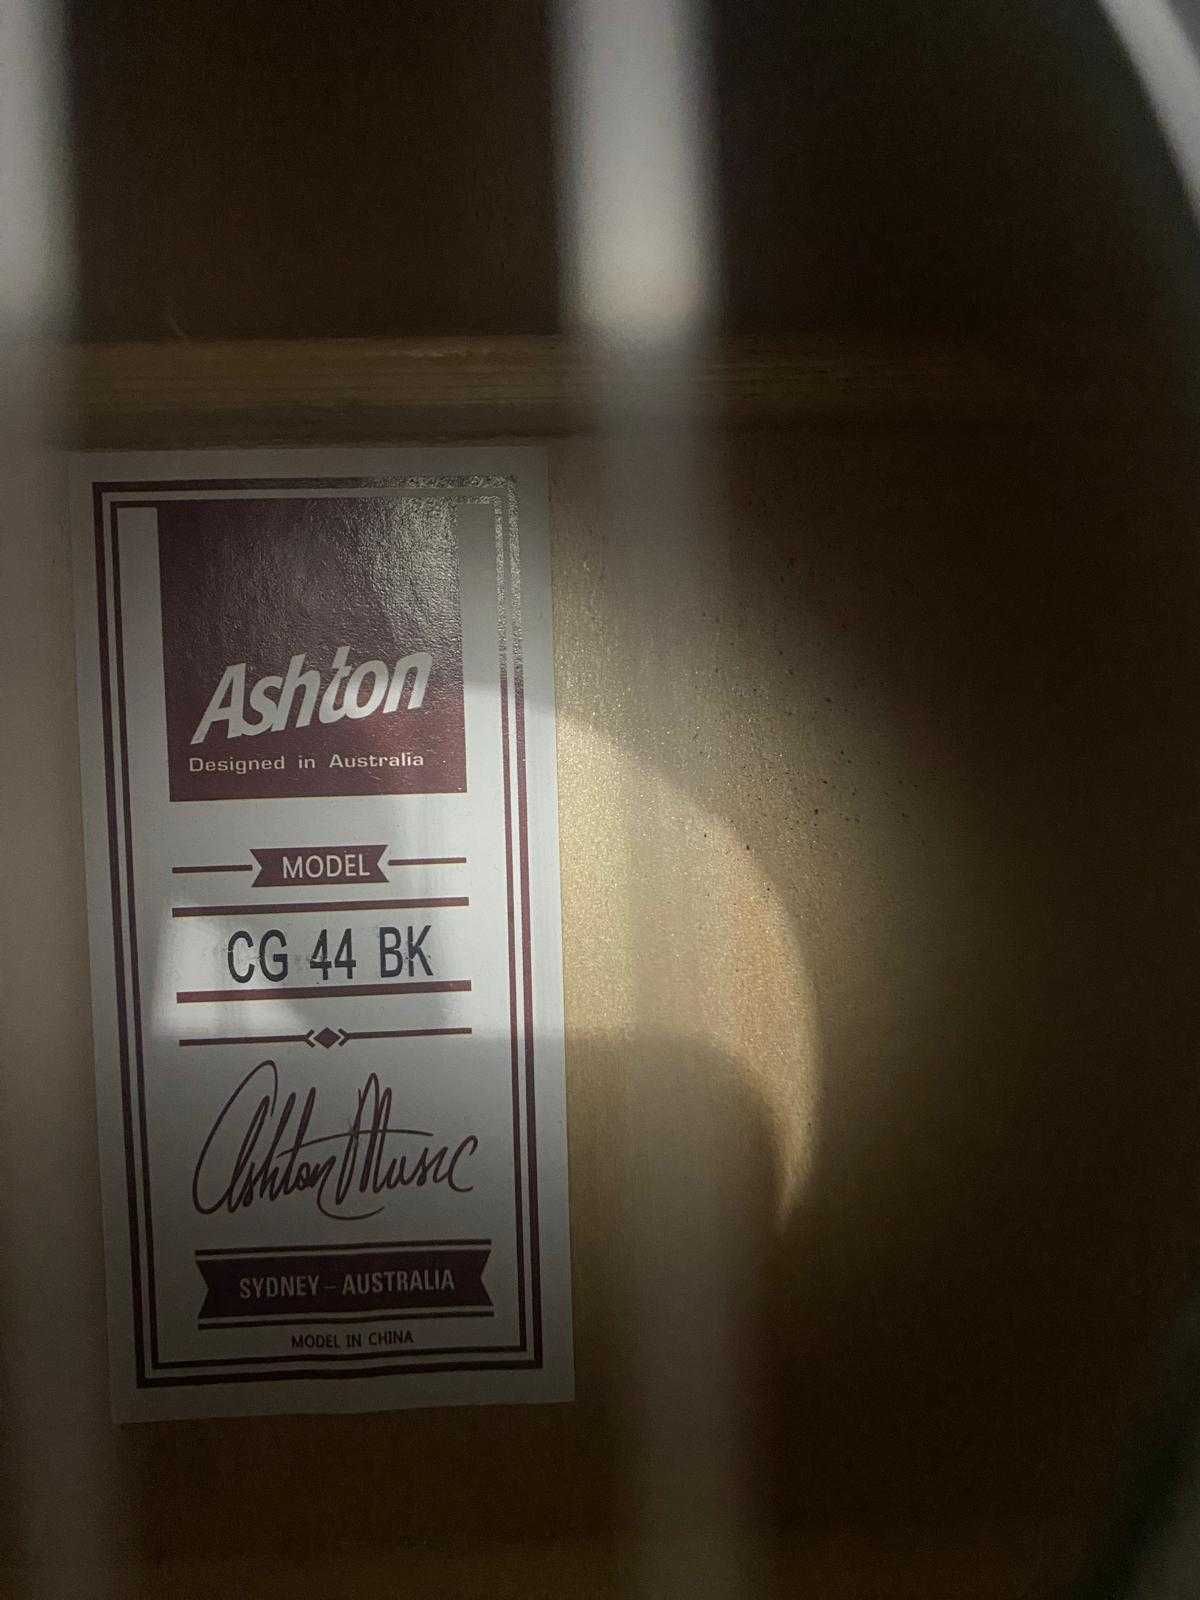 Ashton
Designed in Australia
MODEL
CG 44 BK
Ashton Music
SYDNEY – AUSTRALIA
MODEL IN CHINA